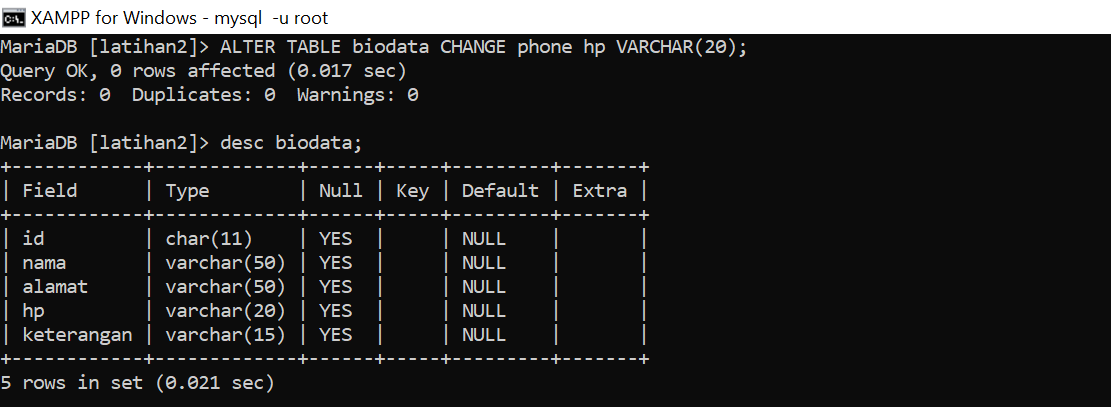 XAMPP for Windows - mysql  -u root
MariaDB [latihan2]> ALTER TABLE biodata CHANGE phone hp VARCHAR(20);
Query OK, 0 rows affected (0.017 sec)
Records: 0  Duplicates: 0  Warnings: 0
MariaDB [latihan2]> desc biodata;
+------------+-------------+------+-----+---------+-------+
| Field      | Type        | Null | Key | Default | Extra |
+------------+-------------+------+-----+---------+-------+
| id         | char(11)    | YES  |     | NULL    |       |
| nama       | varchar(50) | YES  |     | NULL    |       |
| alamat     | varchar(50) | YES  |     | NULL    |       |
| hp         | varchar(20) | YES  |     | NULL    |       |
| keterangan | varchar(15) | YES  |     | NULL    |       |
+------------+-------------+------+-----+---------+-------+
5 rows in set (0.021 sec)